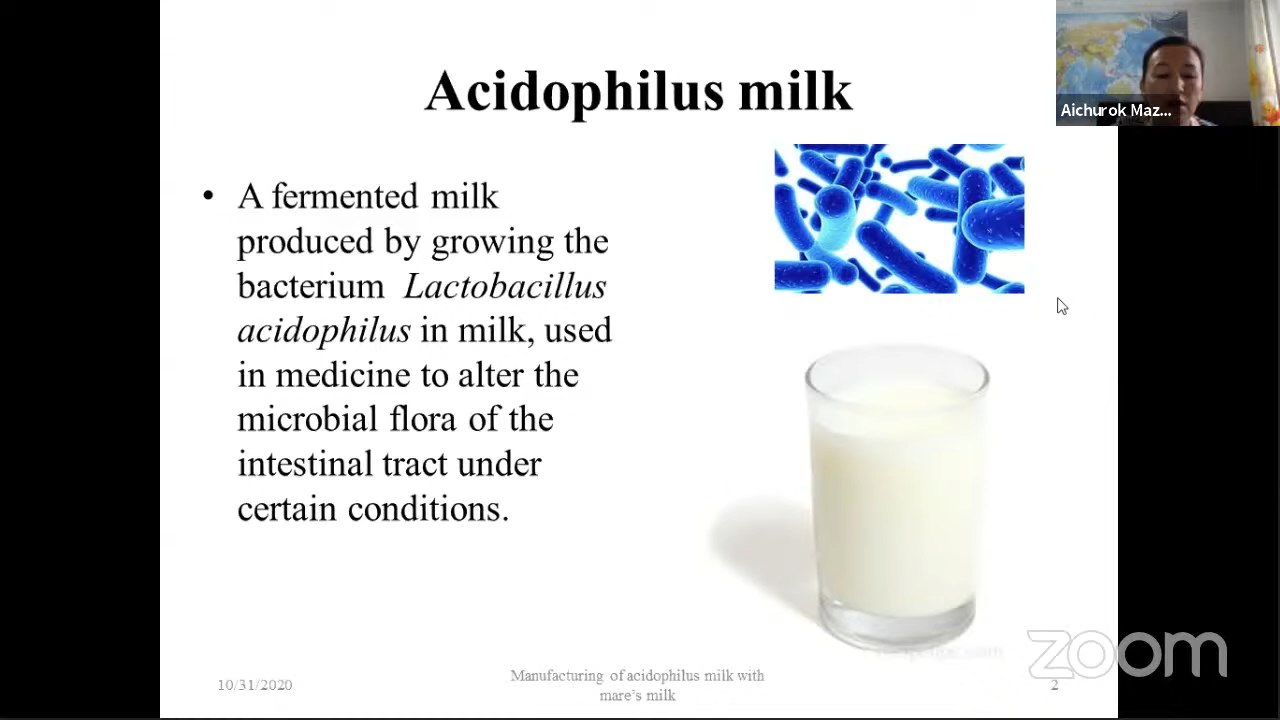 Acidophilus milk
Aichurok Maz...
• A fermented milk
produced by growing the
bacterium Lactobacillus
acidophilus in milk, used
in medicine to alter the
microbial flora of the
intestinal tract under
certain conditions.
10/31/2020
Manufacturing of acidophilus milk with
mare's milk
2
zoom